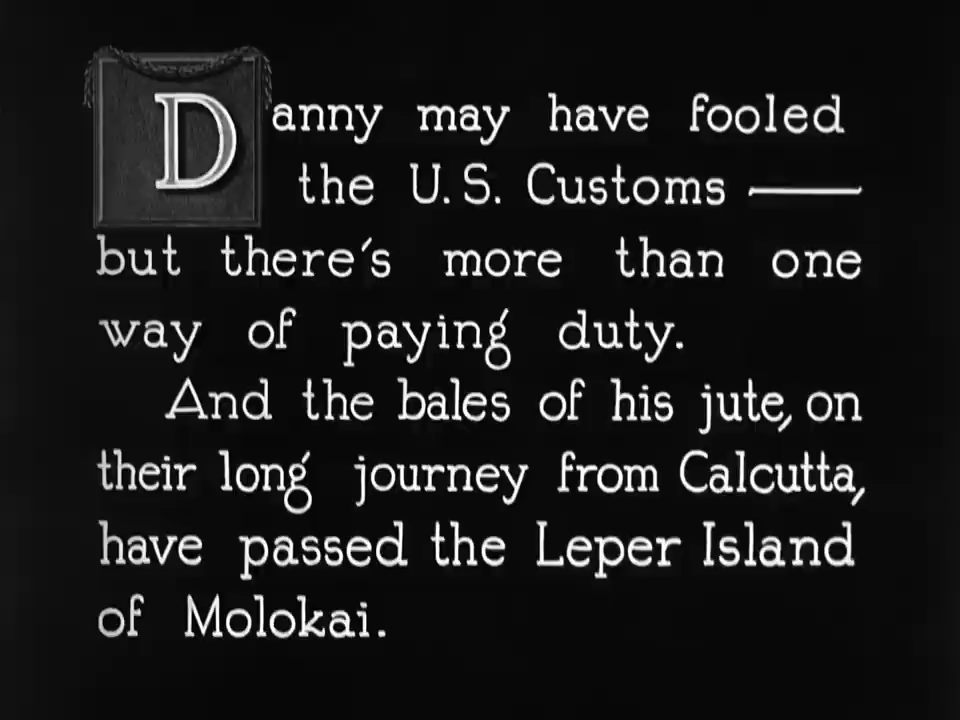 Danny may have fooled
the U.S. Customs —
but there's more than one
way of paying duty.
And the bales of his jute, on
their long journey from Calcutta,
have passed the Leper Island
of Molokai.